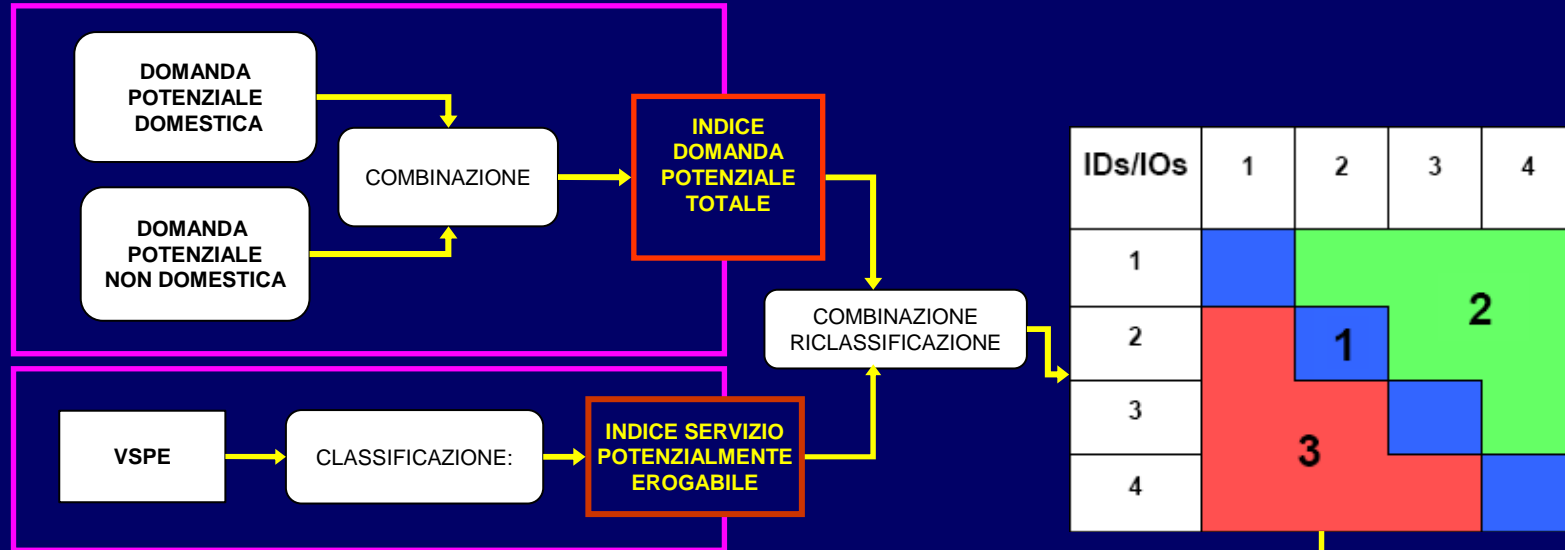 DOMANDA
POTENZIALE
DOMESTICA
DOMANDA
POTENZIALE
NON DOMESTICA
COMBINAZIONE
INDICE
DOMANDA
POTENZIALE
TOTALE
VSPE
CLASSIFICAZIONE:
INDICE SERVIZIO
POTENZIALMENTE
EROGABILE
COMBINAZIONE
RICLASSIFICAZIONE
IDs/IOs 1 2 3 4
1
2
2 1
3
3
4